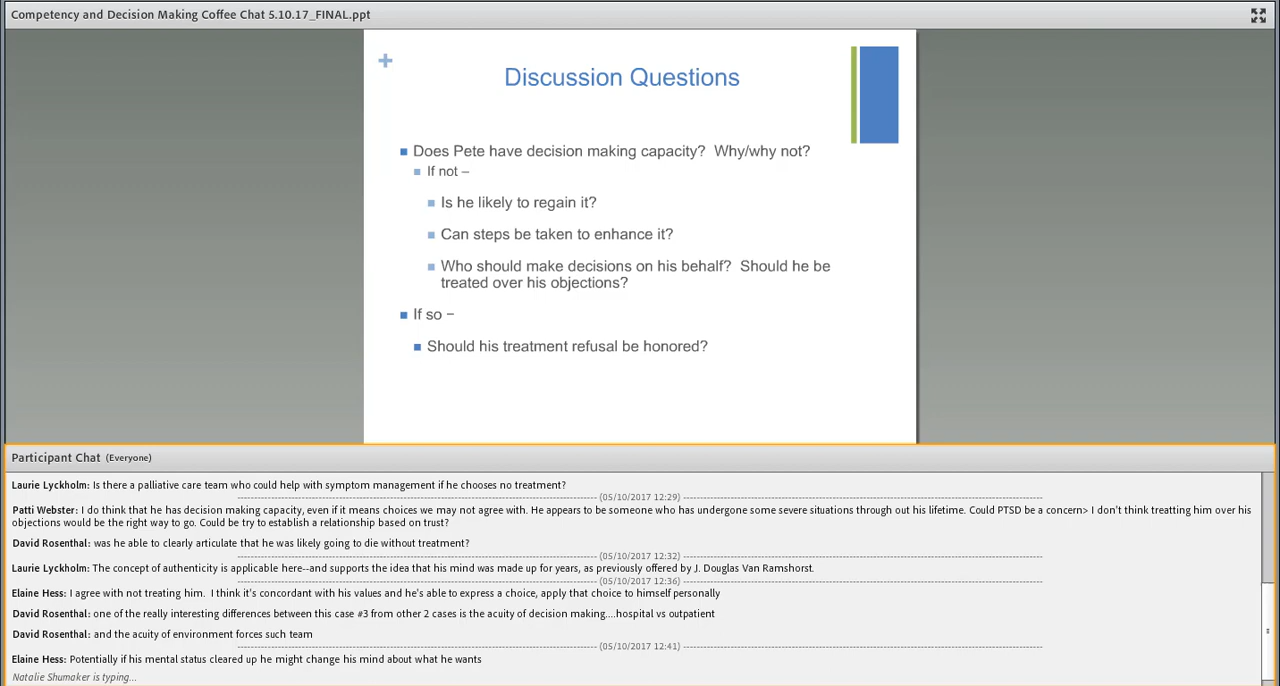 Competency and Decision Making Coffee Chat 5.10.17_FINAL.ppt
Discussion Questions
Does Pete have decision making capacity? Why/why not?
If not –
Is he likely to regain it?
Can steps be taken to enhance it?
Who should make decisions on his behalf? Should he be
treated over his objections?
If so –
Should his treatment refusal be honored?
Participant Chat (Everyone)
Laurie Lyckholm: Is there a palliative care team who could help with symptom management if he chooses no treatment?
(05/10/2017 12:29)
Patti Webster: I do think that he has decision making capacity, even if it means choices we may not agree with. He appears to be someone who has undergone some severe situations through out his lifetime. Could PTSD be a concern> I don't think treatting him over his
objections would be the right way to go. Could be try to establish a relationship based on trust?
David Rosenthal: was he able to clearly articulate that he was likely going to die without treatment?
(05/10/2017 12:32)
Laurie Lyckholm: The concept of authenticity is applicable here--and supports the idea that his mind was made up for years, as previously offered by J. Douglas Van Ramshorst.
(05/10/2017 12:36)
Elaine Hess: I agree with not treating him. I think it's concordant with his values and he's able to express a choice, apply that choice to himself personally
David Rosenthal: one of the really interesting differences between this case #3 from other 2 cases is the acuity of decision making....hospital vs outpatient
David Rosenthal: and the acuity of environment forces such team
(05/10/2017 12:41)
Elaine Hess: Potentially if his mental status cleared up he might change his mind about what he wants
Natalie Shumaker is typing...